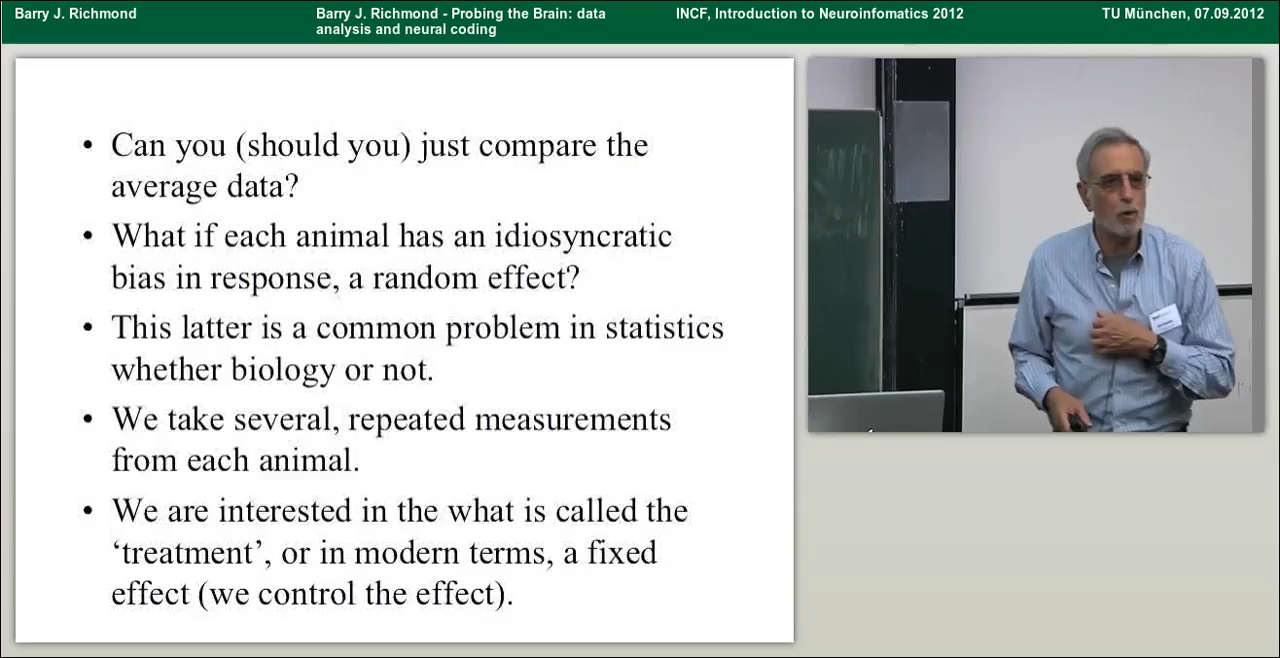 Barry J. Richmond
Barry J. Richmond - Probing the Brain: data
analysis and neural coding
INCF, Introduction to Neuroinfomatics 2012
TU München, 07.09.2012
• Can you (should you) just compare the
average data?
• What if each animal has an idiosyncratic
bias in response, a random effect?
• This latter is a common problem in statistics
whether biology or not.
• We take several, repeated measurements
from each animal.
• We are interested in the what is called the
‘treatment’, or in modern terms, a fixed
effect (we control the effect).